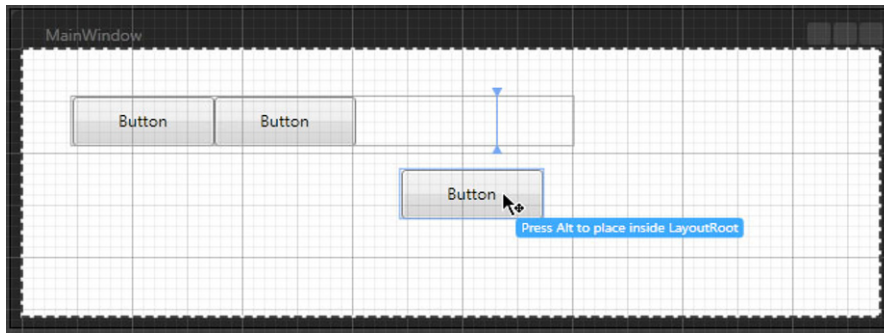 MainWindow
Button
Button
Button
Press Alt to place inside LayoutRoot